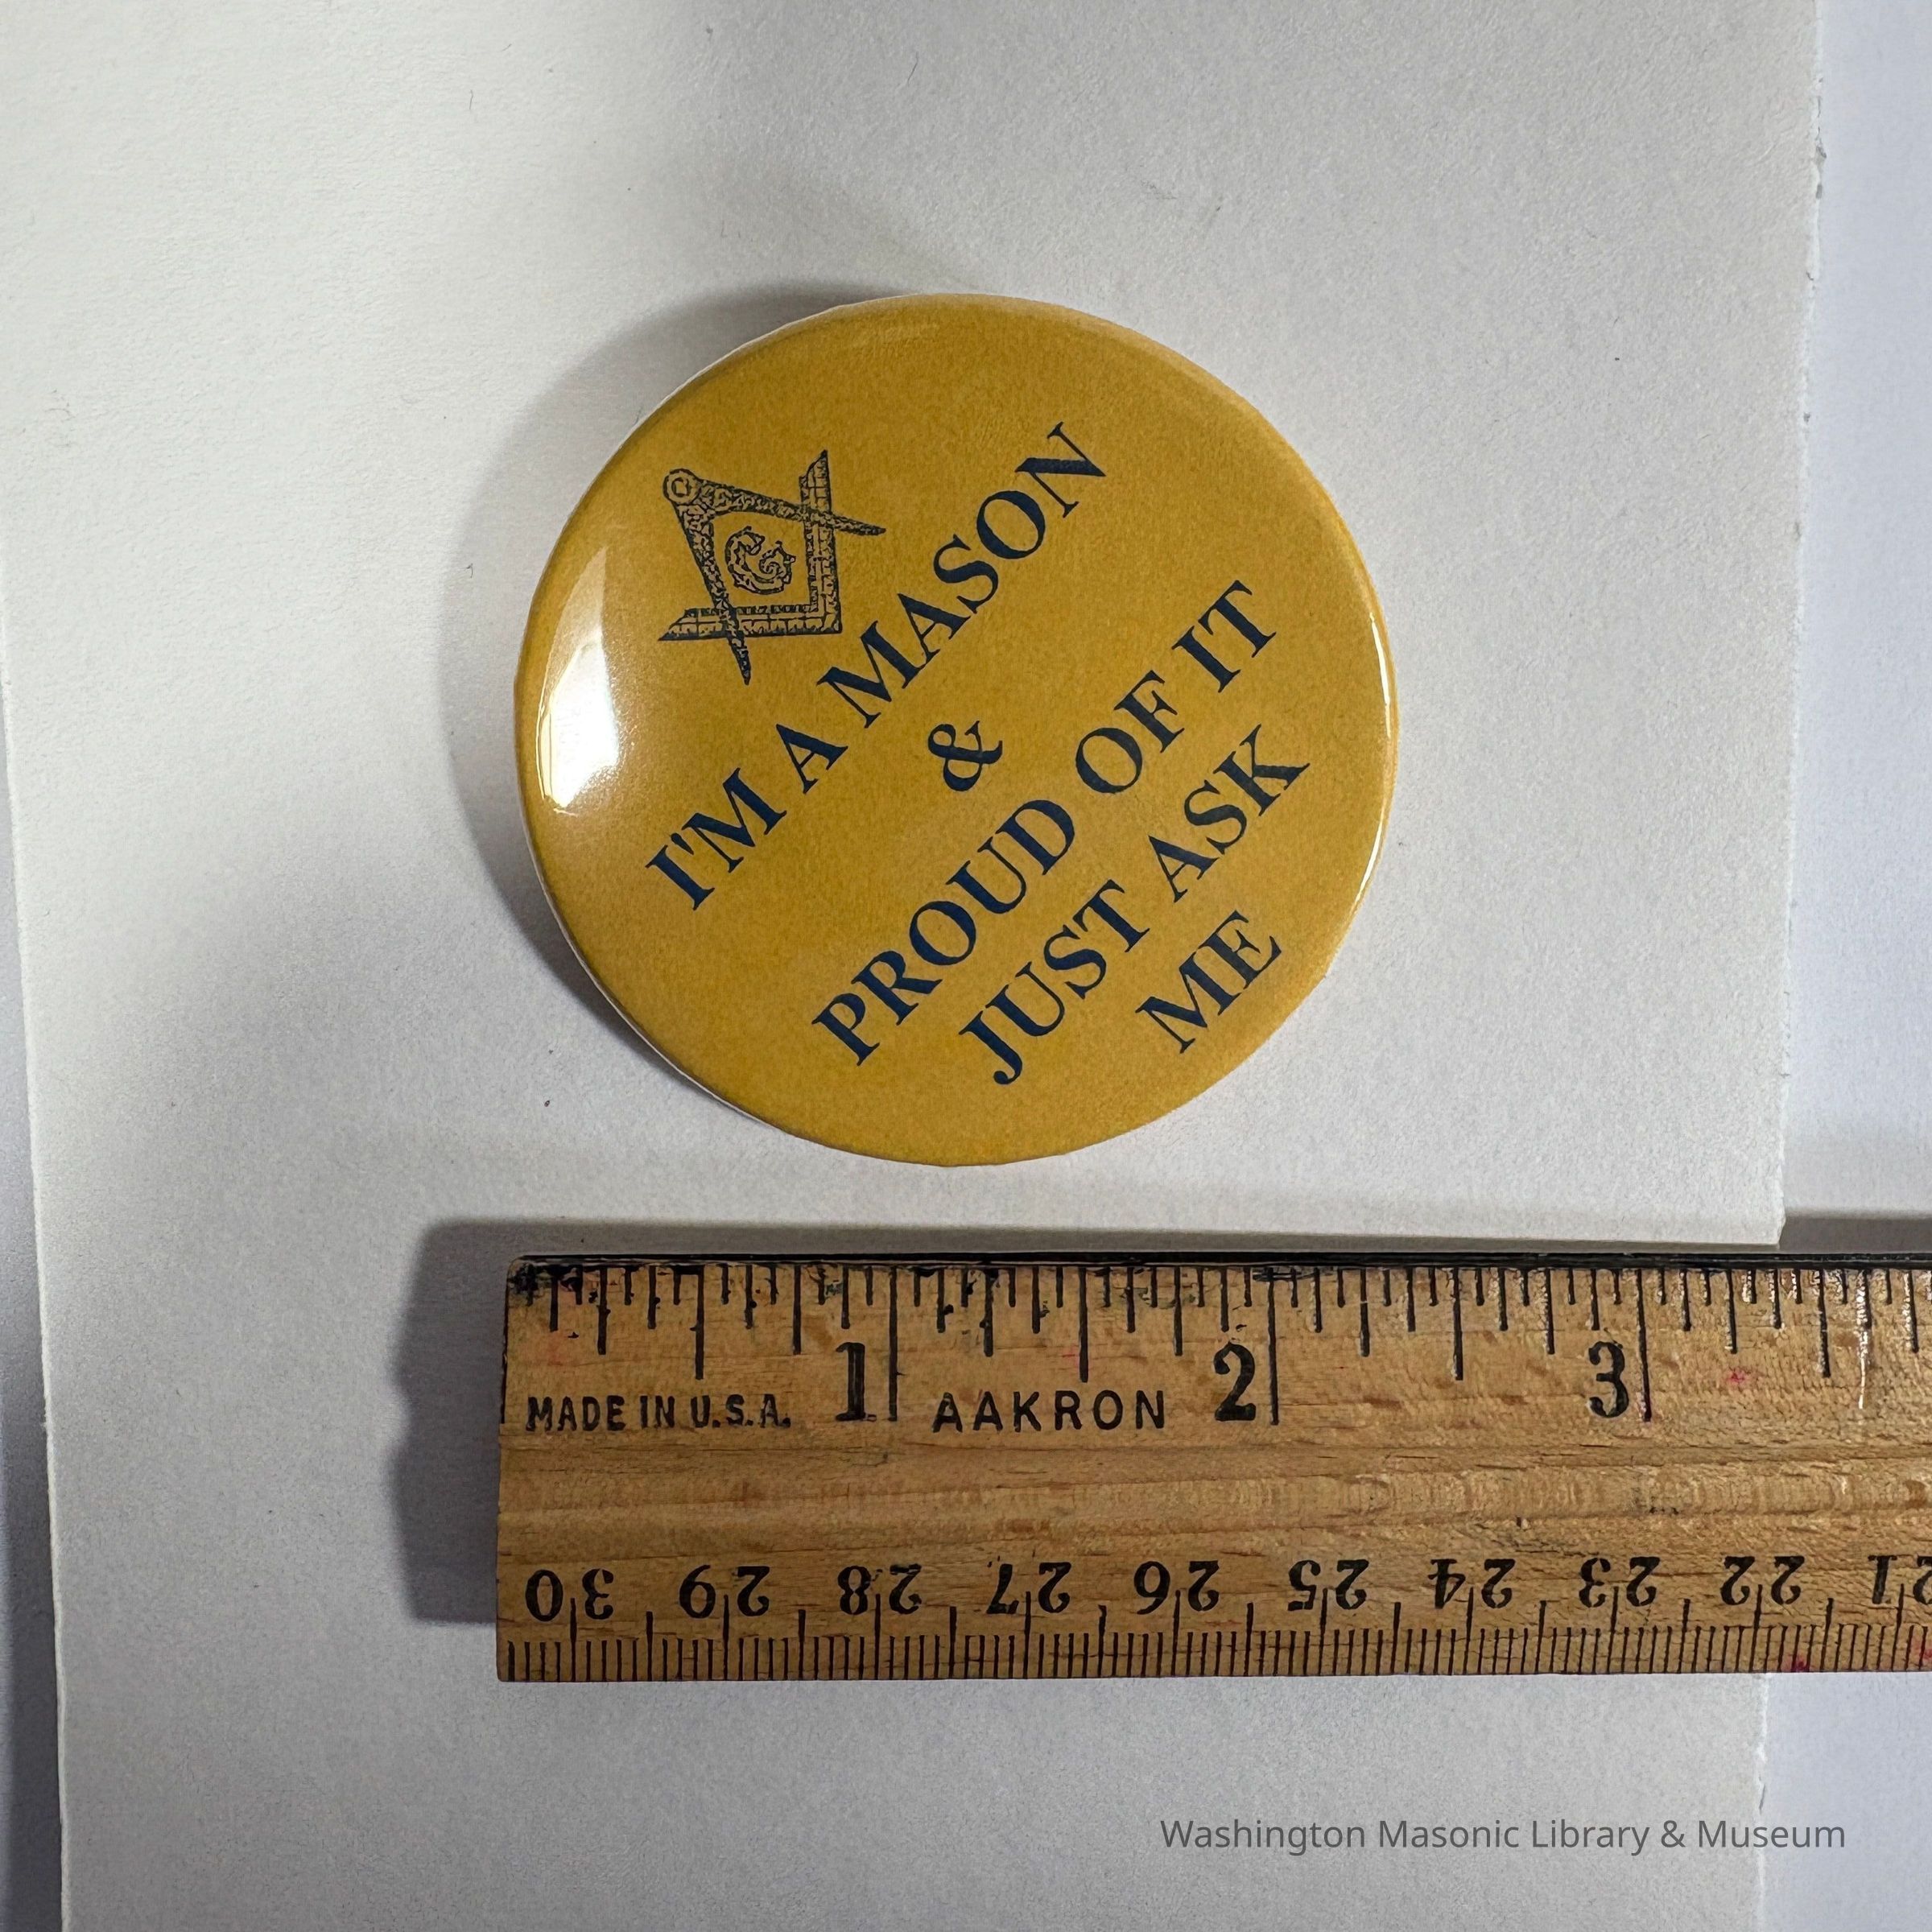 G
I'M A MASON
&
PROUD OF IT
JUST ASK
ME
1 2 3
MADE IN U.S.A. AAKRON
30 29 28 27 26 25 24 23 22 21
Washington Masonic Library & Museum